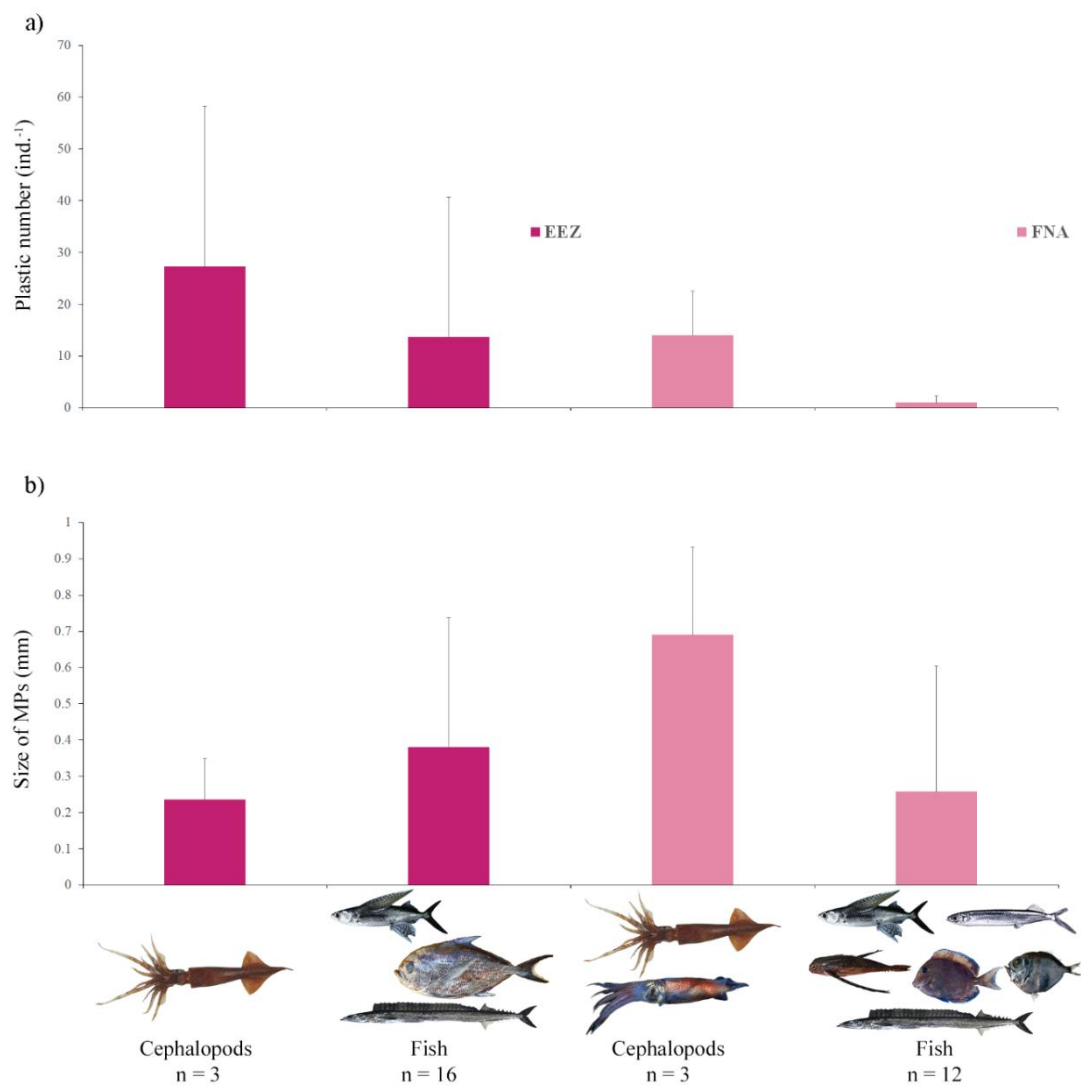 a)
70
60
50
40
30
20
10
0
Plastic number (ind.⁻¹)
EEZ
FNA
b)
1
0.9
0.8
0.7
0.6
0.5
0.4
0.3
0.2
0.1
0
Size of MPs (mm)
Cephalopods
n = 3
Fish
n = 16
Cephalopods
n = 3
Fish
n = 12